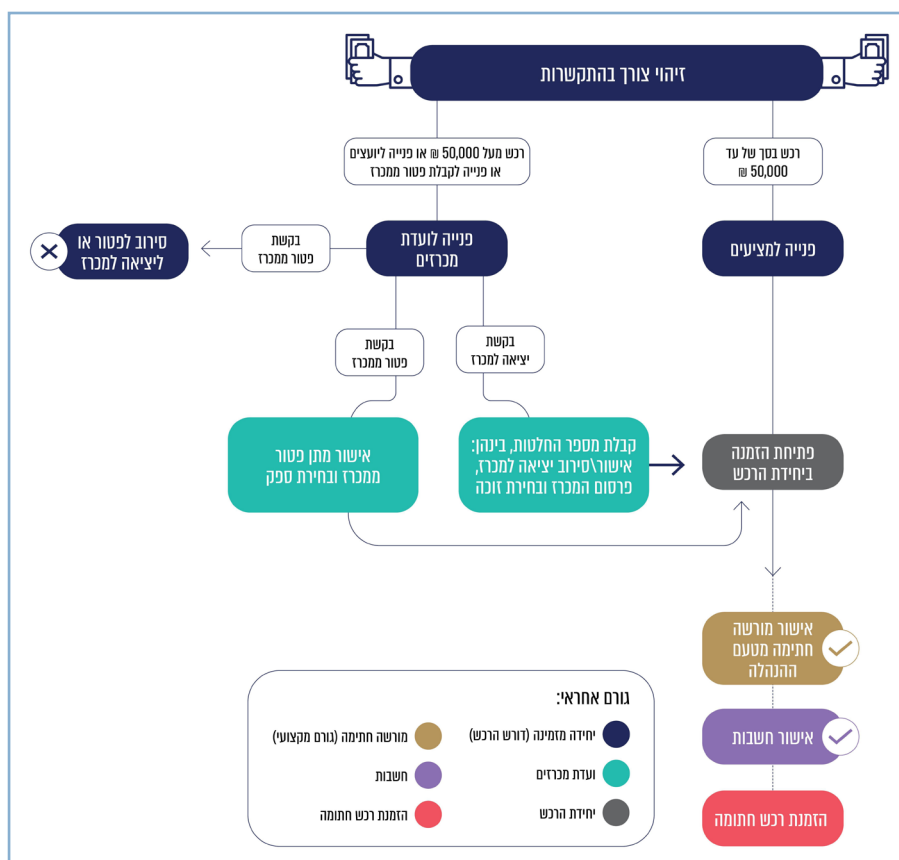 זיהוי צורך בהתקשרות
רכש בסך של עד
50,000 ₪
רכש מעל 50,000 ₪ או פנייה ליועצים
או פנייה לקבלת פטור ממכרז
פנייה למציעים
פנייה לועדת
מכרזים
בקשת
פטור ממכרז
סירוב לפטור או
ליציאה למכרז
בקשת
יציאה למכרז
בקשת
פטור ממכרז
פתיחת הזמנה
ביחידת הרכש
קבלת מספר החלטות, בינהן:
אישור\סירוב יציאה למכרז,
פרסום המכרז ובחירת זוכה
אישור מתן פטור
ממכרז ובחירת ספק
אישור מורשה
חתימה מטעם
ההנהלה
אישור חשבות
הזמנת רכש חתומה
גורם אחראי:
יחידה מזמינה (דורש הרכש)
ועדת מכרזים
יחידת הרכש
מורשה חתימה (גורם מקצועי)
חשבות
הזמנת רכש חתומה